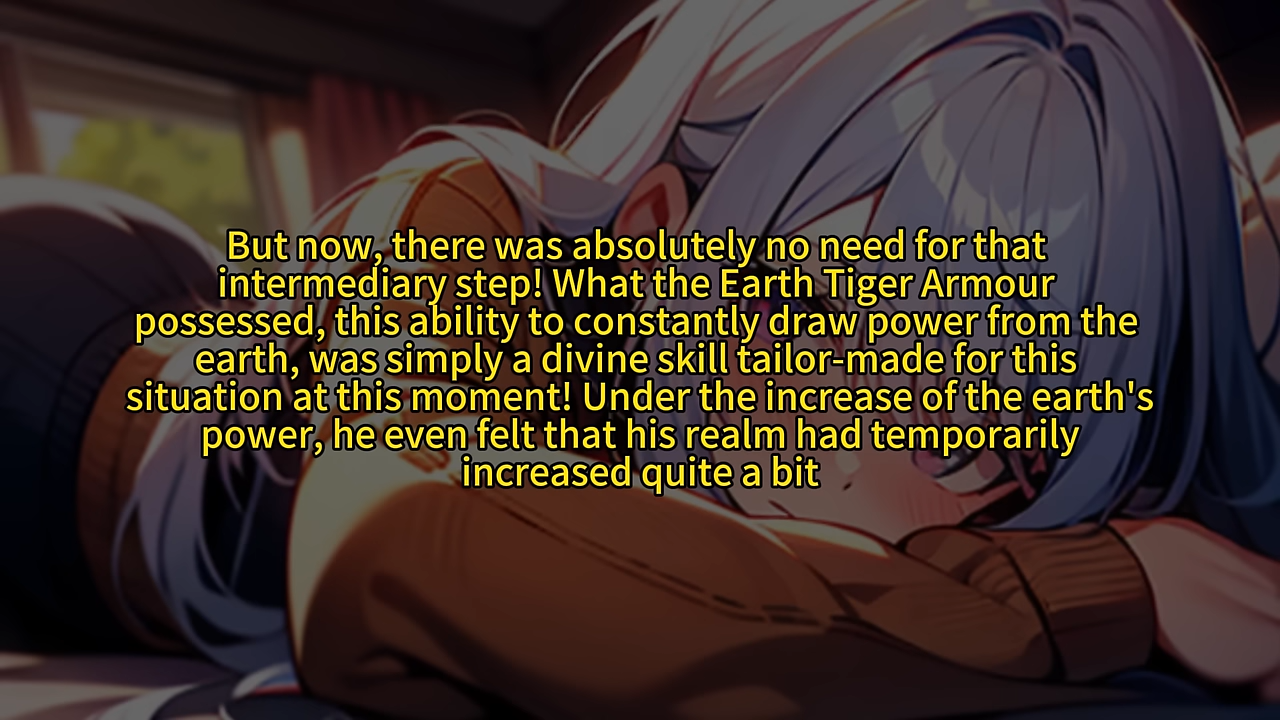 But now, there was absolutely no need for that
intermediary step! What the Earth Tiger Armour
possessed, this ability to constantly draw power from the
earth, was simply a divine skill tailor-made for this
situation at this moment! Under the increase of the earth's
power, he even felt that his realm had temporarily
increased quite a bit